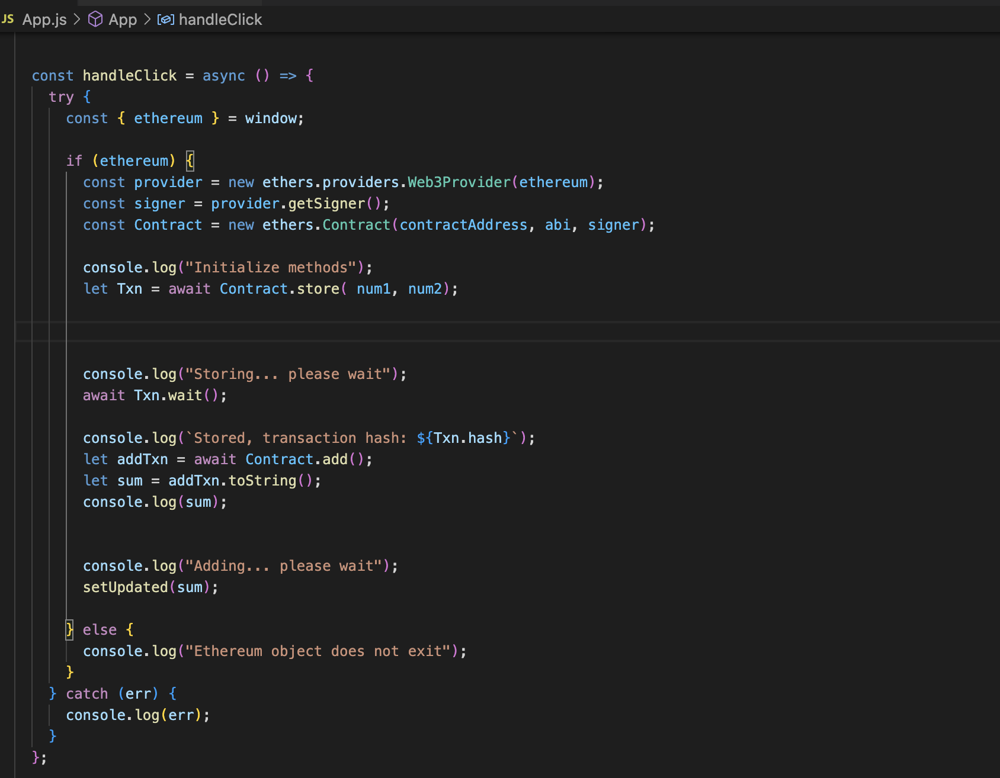 JS App.js > App > handleClick
const handleClick = async () => {
try {
const { ethereum } = window;
if (ethereum) {
const provider = new ethers.providers.Web3Provider(ethereum);
const signer = provider.getSigner();
const Contract = new ethers.Contract(contractAddress, abi, signer);
console.log("Initialize methods");
let Txn = await Contract.store( num1, num2);
console.log("Storing... please wait");
await Txn.wait();
console.log(`Stored, transaction hash: ${Txn.hash}`);
let addTxn = await Contract.add();
let sum = addTxn.toString();
console.log(sum);
console.log("Adding... please wait");
setUpdated(sum);
} else {
console.log("Ethereum object does not exit");
}
} catch (err) {
console.log(err);
}
};